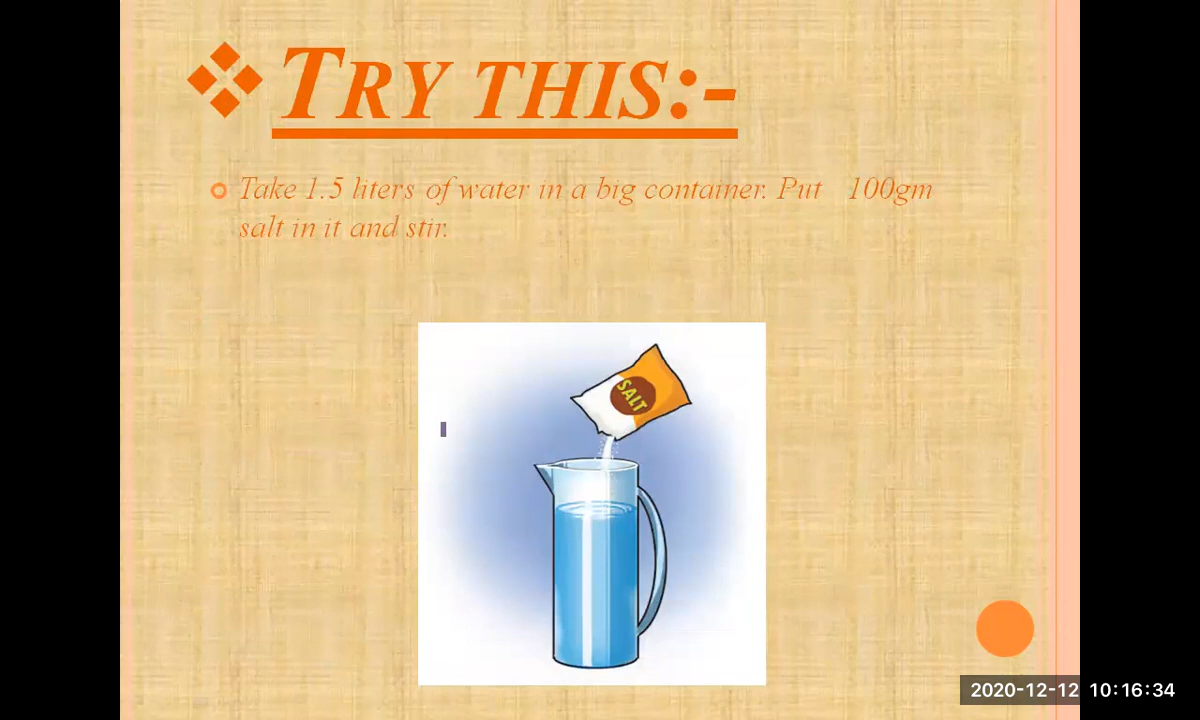 TRY THIS:-
Take 1.5 liters of water in a big container. Put 100gm
salt in it and stir.
SALT
2020-12-12 10:16:34